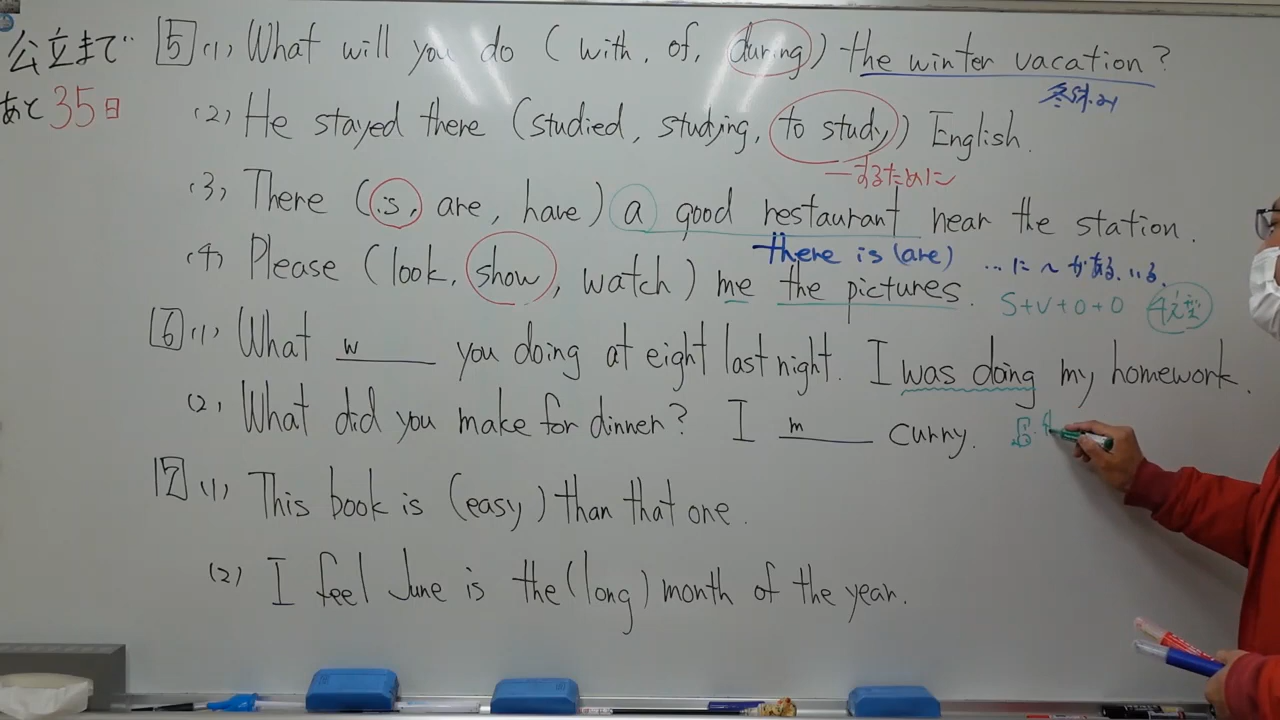 公立まで
あと35日
5 (1) What will you do (with, of, during) the winter vacation?
冬休み
(2) He stayed there (studied, studying, to study) English.
ーするために
(3) There (is, are, have) a good restaurant near the station.
there is (are) ...に〜がある、いる.
(4) Please (look, show, watch) me the pictures.
S+V+O+O 4文型
6 (1) What w____ you doing at eight last night. I was doing my homework.
(2) What did you make for dinner? I m____ curry.
7 (1) This book is (easy) than that one.
(2) I feel June is the (long) month of the year.